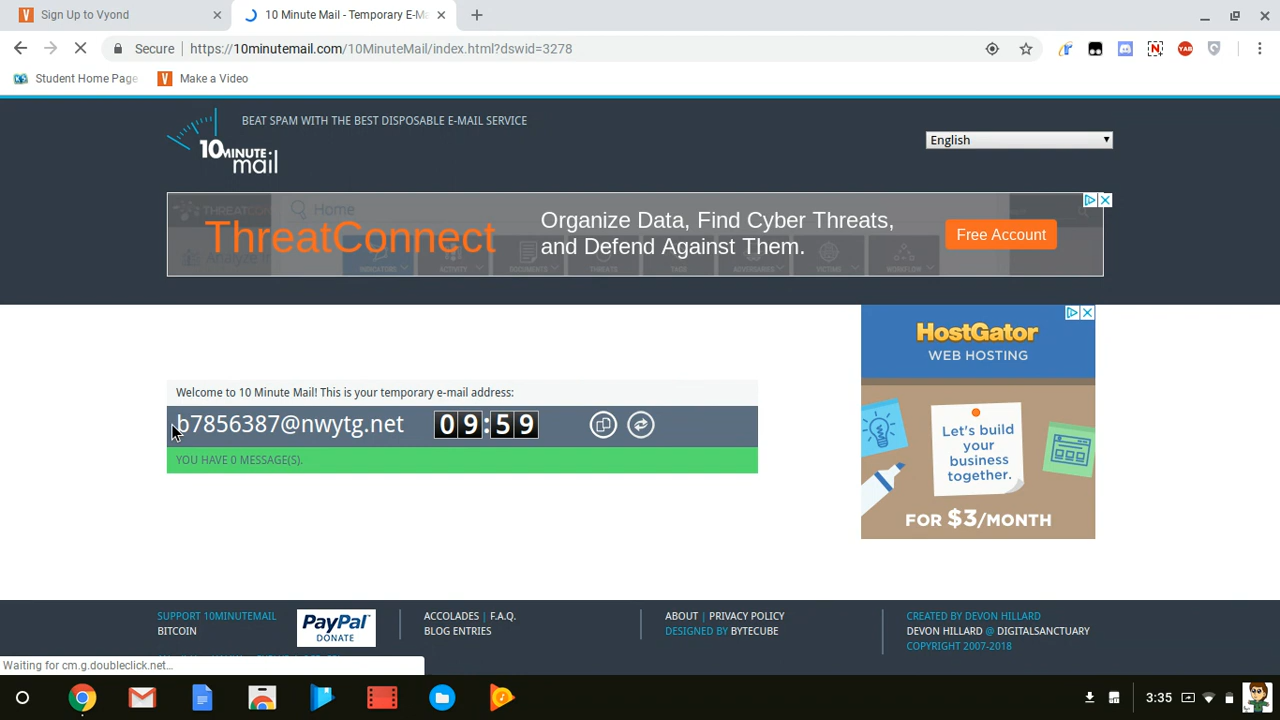 Sign Up to Vyond
10 Minute Mail - Temporary E-Ma
Secure
https://10minutemail.com/10MinuteMail/index.html?dswid=3278
Student Home Page
Make a Video
10MINUTE
mail
BEAT SPAM WITH THE BEST DISPOSABLE E-MAIL SERVICE
English
Home
ThreatConnect
Organize Data, Find Cyber Threats,
and Defend Against Them.
Free Account
Welcome to 10 Minute Mail! This is your temporary e-mail address:
b7856387@nwytg.net
09:59
YOU HAVE 0 MESSAGE(S).
HostGator
WEB HOSTING
Let's build
your
business
together.
FOR $3/MONTH
SUPPORT 10MINUTEMAIL
BITCOIN
PayPal
DONATE
ACCOLADES | F.A.Q.
BLOG ENTRIES
ABOUT | PRIVACY POLICY
DESIGNED BY BYTECUBE
CREATED BY DEVON HILLARD
DEVON HILLARD @ DIGITALSANCTUARY
COPYRIGHT 2007-2018
Waiting for cm.g.doubleclick.net...
3:35